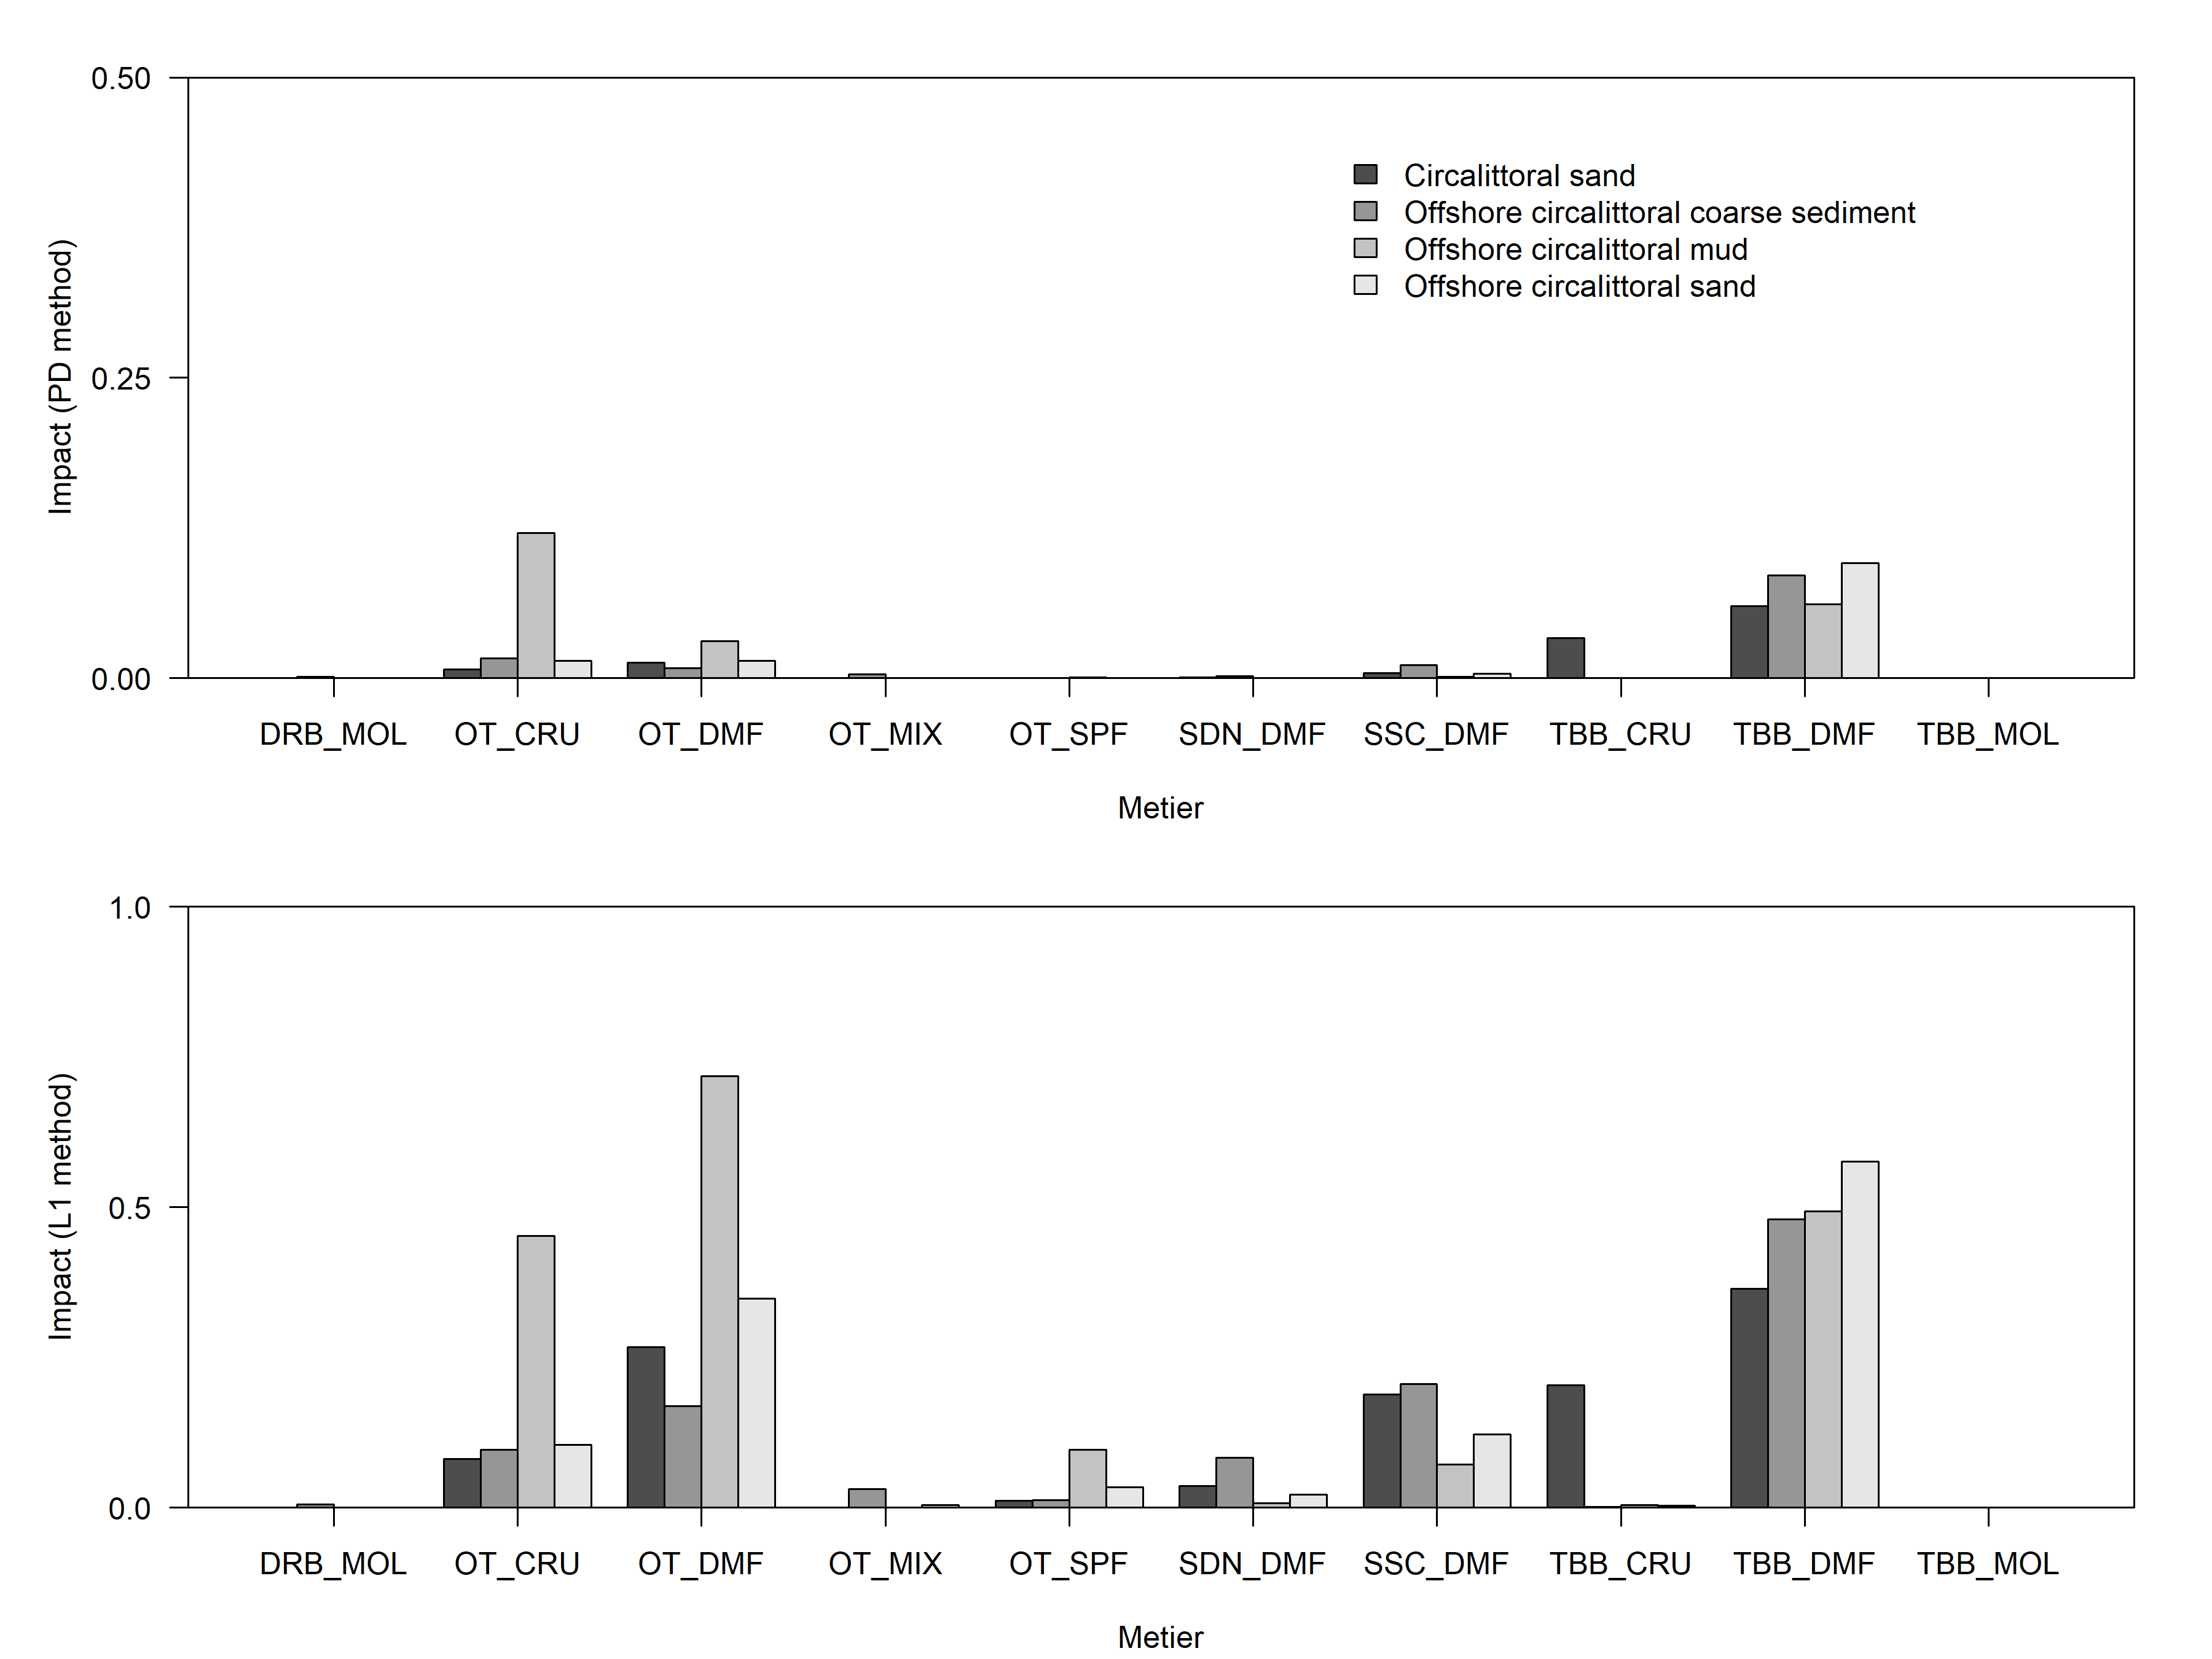 0.50
0.25
0.00
Impact (PD method)
Circalittoral sand
Offshore circalittoral coarse sediment
Offshore circalittoral mud
Offshore circalittoral sand
DRB_MOL OT_CRU OT_DMF OT_MIX OT_SPF SDN_DMF SSC_DMF TBB_CRU TBB_DMF TBB_MOL
Metier
1.0
0.5
0.0
Impact (L1 method)
DRB_MOL OT_CRU OT_DMF OT_MIX OT_SPF SDN_DMF SSC_DMF TBB_CRU TBB_DMF TBB_MOL
Metier